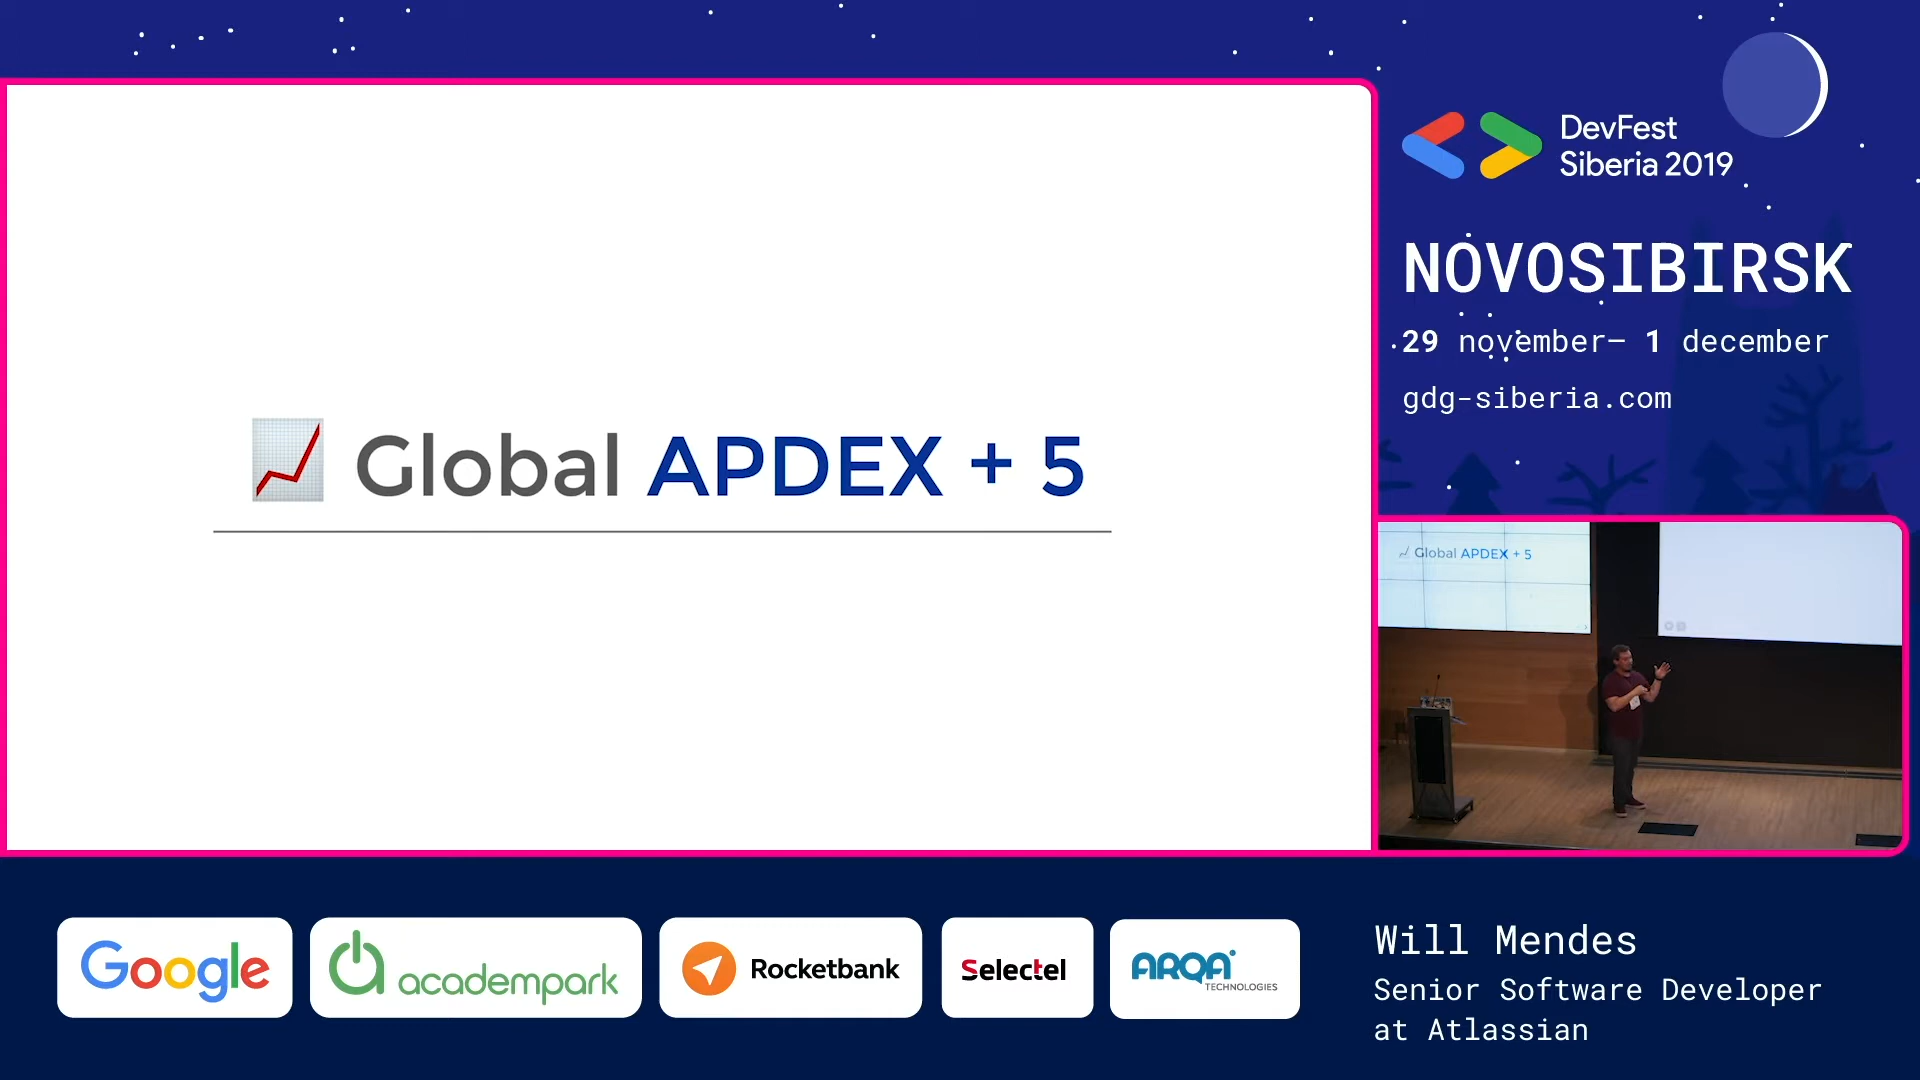 Global APDEX + 5
DevFest
Siberia 2019
NOVOSIBIRSK
29 november– 1 december
gdg-siberia.com
Global APDEX + 5
Google
academpark
Rocketbank
Selectel
ARQA
TECHNOLOGIES
Will Mendes
Senior Software Developer
at Atlassian